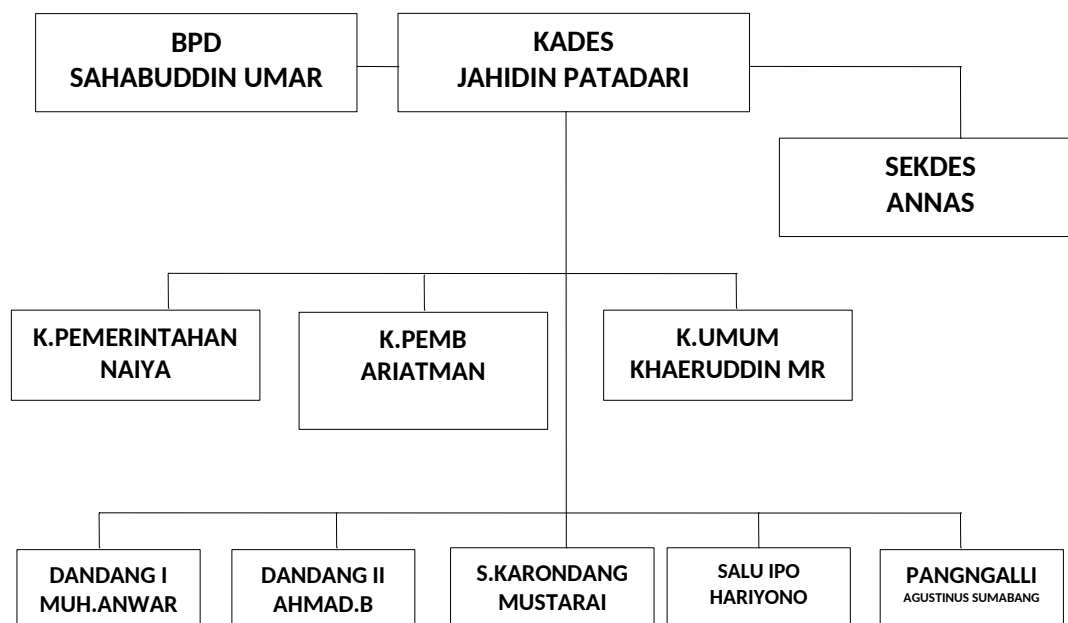 BPD
SAHABUDDIN UMAR
KADES
JAHIDIN PATADARI
SEKDES
ANNAS
K.PEMERINTAHAN
NAIYA
K.PEMB
ARIATMAN
K.UMUM
KHAERUDDIN MR
DANDANG I
MUH.ANWAR
DANDANG II
AHMAD.B
S.KARONDANG
MUSTARAI
SALU IPO
HARIYONO
PANGNGALLI
AGUSTINUS SUMABANG